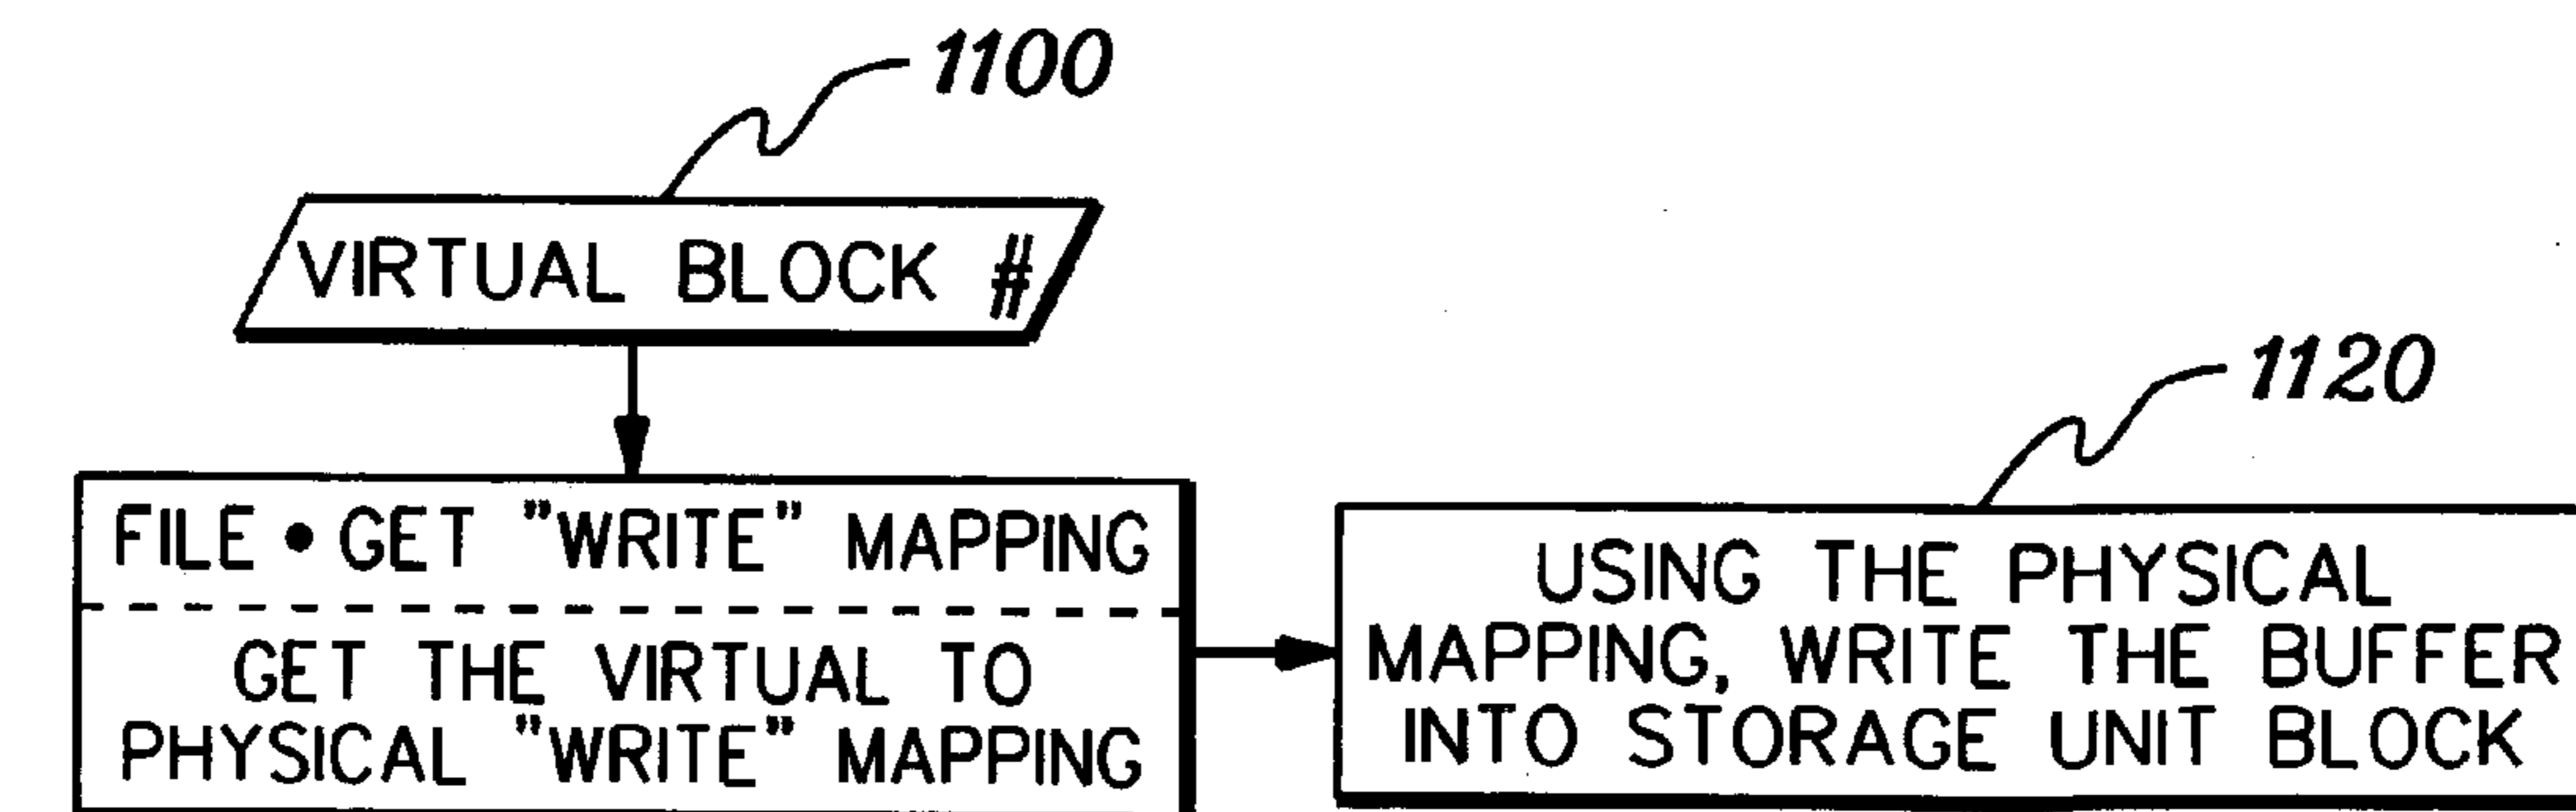 1100
VIRTUAL BLOCK #
1120
FILE • GET "WRITE" MAPPING
GET THE VIRTUAL TO
PHYSICAL "WRITE" MAPPING
USING THE PHYSICAL
MAPPING, WRITE THE BUFFER
INTO STORAGE UNIT BLOCK